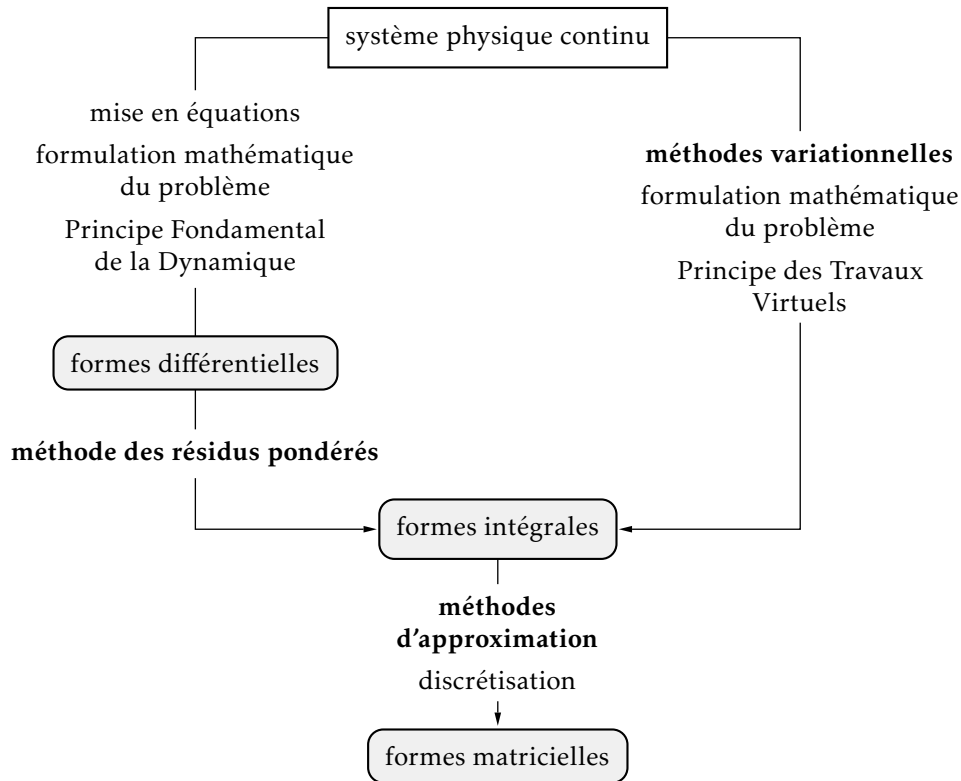 système physique continu
mise en équations
formulation mathématique
du problème
Principe Fondamental
de la Dynamique
formes différentielles
méthode des résidus pondérés
méthodes variationnelles
formulation mathématique
du problème
Principe des Travaux
Virtuels
formes intégrales
méthodes
d’approximation
discrétisation
formes matricielles